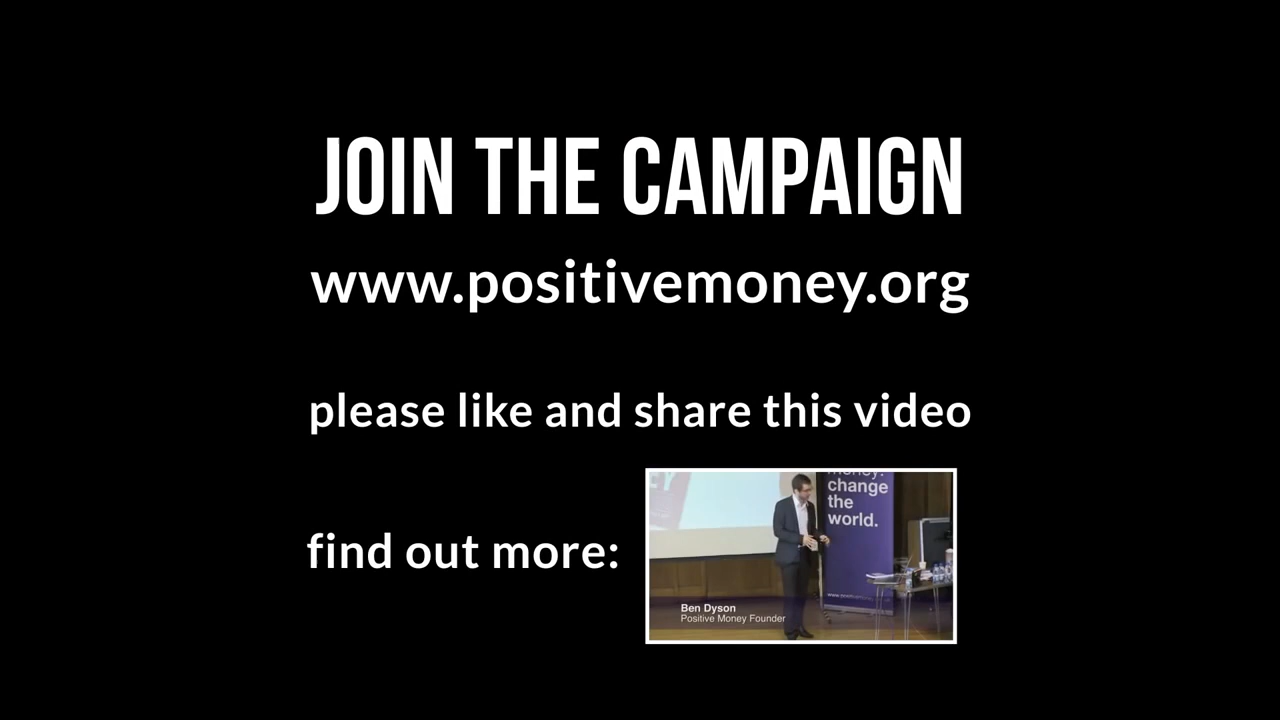 JOIN THE CAMPAIGN
www.positivemoney.org
please like and share this video
find out more:
money.
change
the
world.
Ben Dyson
Positive Money Founder